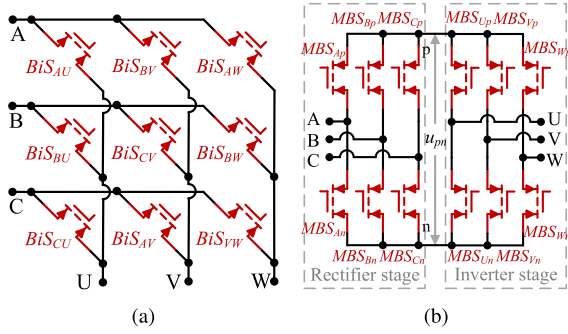 A
BiS_AU BiS_BV BiS_AW
B
BiS_BU BiS_CV BiS_BW
C
BiS_CU BiS_AV BiS_VW
U V W
(a)
MBS_Bp MBS_Cp MBS_Up MBS_Vp
MBS_Ap p MBS_W
A U
B u_pn V
C W
MBS_An n MBS_W
MBS_Bn MBS_Cn MBS_Un MBS_Vn
Rectifier stage Inverter stage
(b)